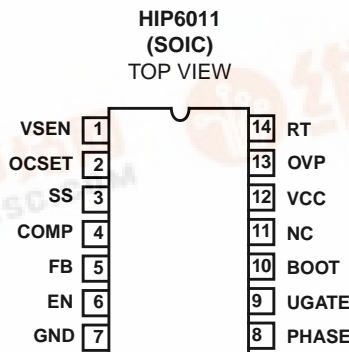 HIP6011
(SOIC)
TOP VIEW
VSEN 1
OCSET 2
SS 3
COMP 4
FB 5
EN 6
GND 7
14 RT
13 OVP
12 VCC
11 NC
10 BOOT
9 UGATE
8 PHASE